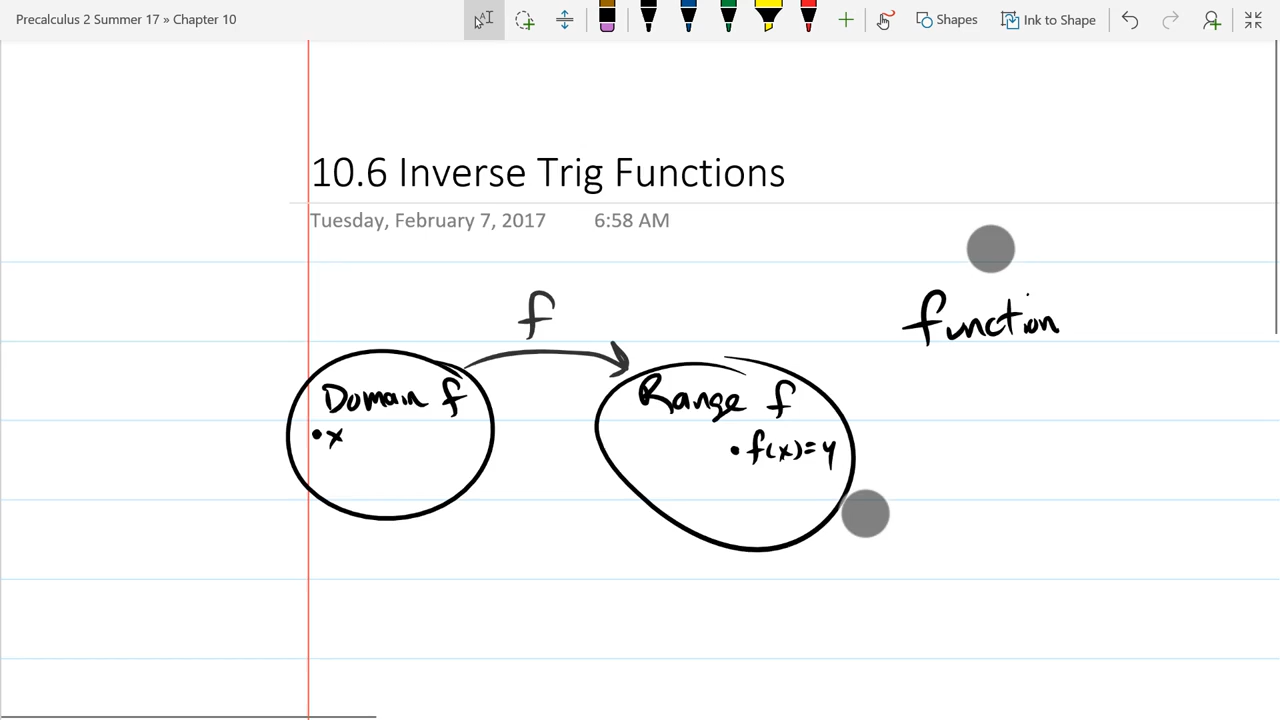 Precalculus 2 Summer 17 » Chapter 10
Shapes
Ink to Shape
10.6 Inverse Trig Functions
Tuesday, February 7, 2017 6:58 AM
f
function
Domain f
Range f
• x
• f(x)=y